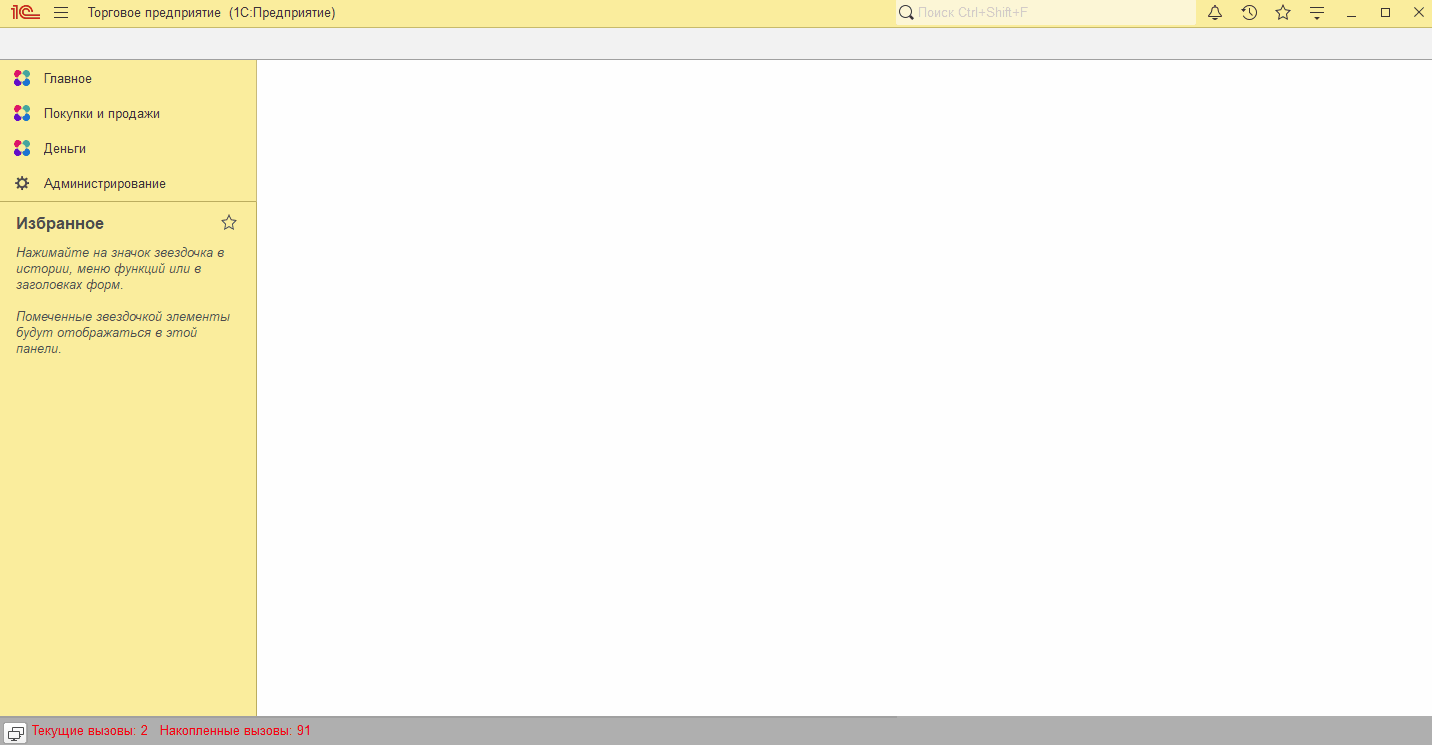 1С Торговое предприятие (1С:Предприятие) Поиск Ctrl+Shift+F
Главное
Покупки и продажи
Деньги
Администрирование
Избранное
Нажимайте на значок звездочка в
истории, меню функций или в
заголовках форм.
Помеченные звездочкой элементы
будут отображаться в этой
панели.
Текущие вызовы: 2 Накопленные вызовы: 91